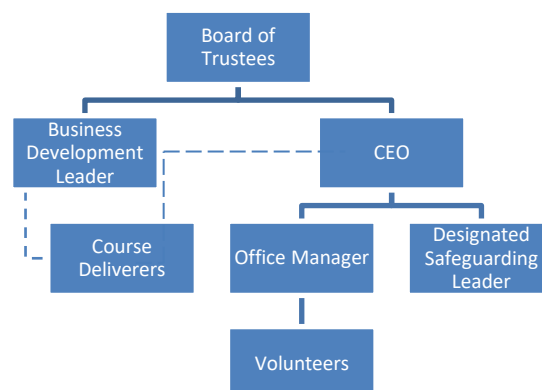 Board of
Trustees
Business
Development
Leader
CEO
Course
Deliverers
Office Manager
Designated
Safeguarding
Leader
Volunteers